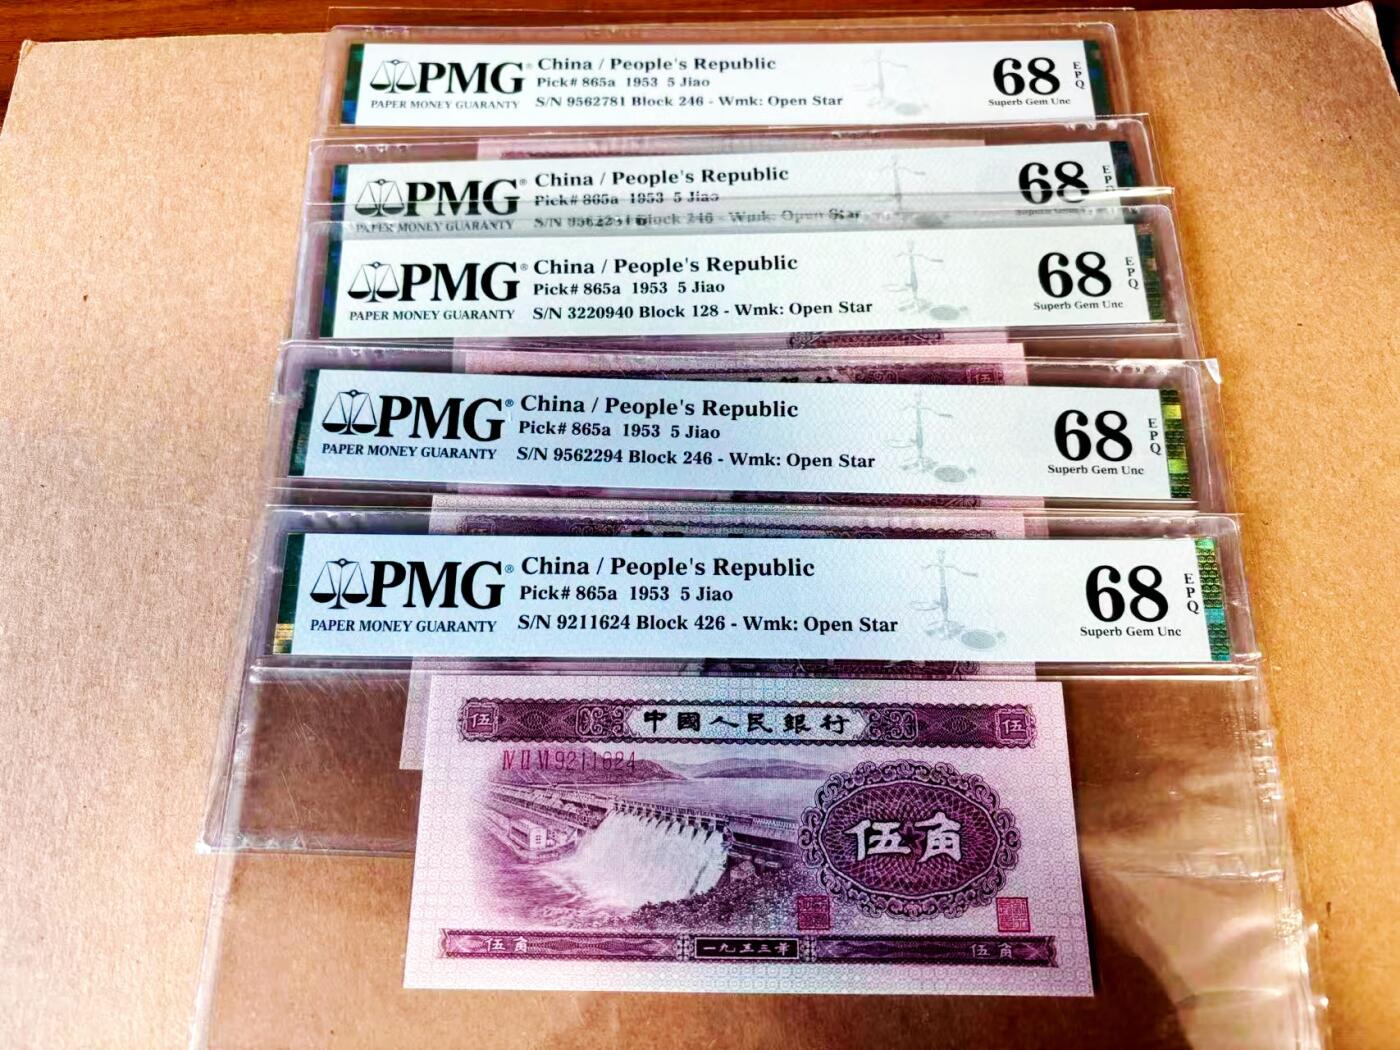 PMG China / People's Republic
Pick# 865a 1953 5 Jiao
PAPER MONEY GUARANTY S/N 9562781 Block 246 - Wmk: Open Star
68 EPQ
Superb Gem Unc
PMG® China / People's Republic
Pick# 865a 1953 5 Jiao
PAPER MONEY GUARANTY S/N Block 246 - Wmk: Open Star
68 EPQ
PMG® China / People's Republic
Pick# 865a 1953 5 Jiao
PAPER MONEY GUARANTY S/N 3220940 Block 128 - Wmk: Open Star
68 EPQ
Superb Gem Unc
PMG® China / People's Republic
Pick# 865a 1953 5 Jiao
PAPER MONEY GUARANTY S/N 9562294 Block 246 - Wmk: Open Star
68 EPQ
Superb Gem Unc
PMG® China / People's Republic
Pick# 865a 1953 5 Jiao
PAPER MONEY GUARANTY S/N 9211624 Block 426 - Wmk: Open Star
68 EPQ
Superb Gem Unc
伍 中國人民銀行 伍
IV II VI 9211624
伍角
伍角 一九五三年 伍角